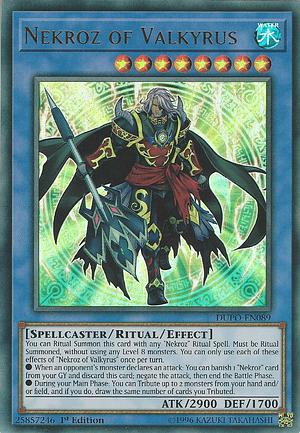 NEKROZ OF VALKYRUS
WATER
水
DUPO-EN089
[SPELLCASTER/RITUAL/EFFECT]
You can Ritual Summon this card with any "Nekroz" Ritual Spell. Must be Ritual
Summoned, without using any Level 8 monsters. You can only use each of these
effects of "Nekroz of Valkyrus" once per turn.
● When an opponent's monster declares an attack: You can banish 1 "Nekroz" card
from your GY and discard this card; negate the attack, then end the Battle Phase.
● During your Main Phase: You can Tribute up to 2 monsters from your hand and/
or field, and if you do, draw the same number of cards you Tributed.
ATK/2900 DEF/1700
25857246 1st Edition ©1996 KAZUKI TAKAHASHI